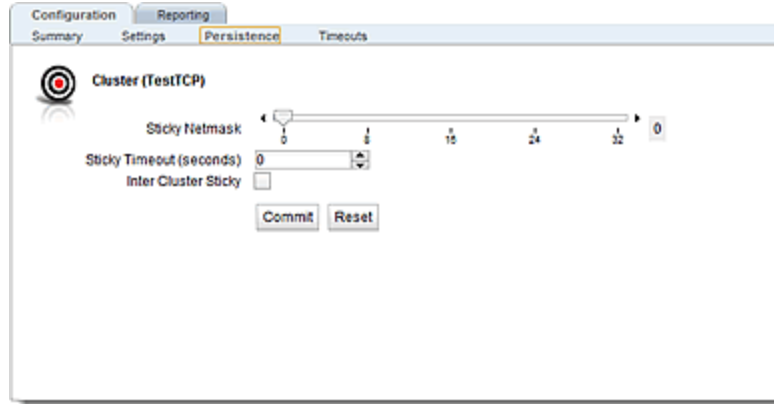 Configuration Reporting
Summary Settings Persistence Timeouts
Cluster (TestTCP)
Sticky Netmask 0
0 8 16 24 32
Sticky Timeout (seconds) 0
Inter Cluster Sticky
Commit Reset